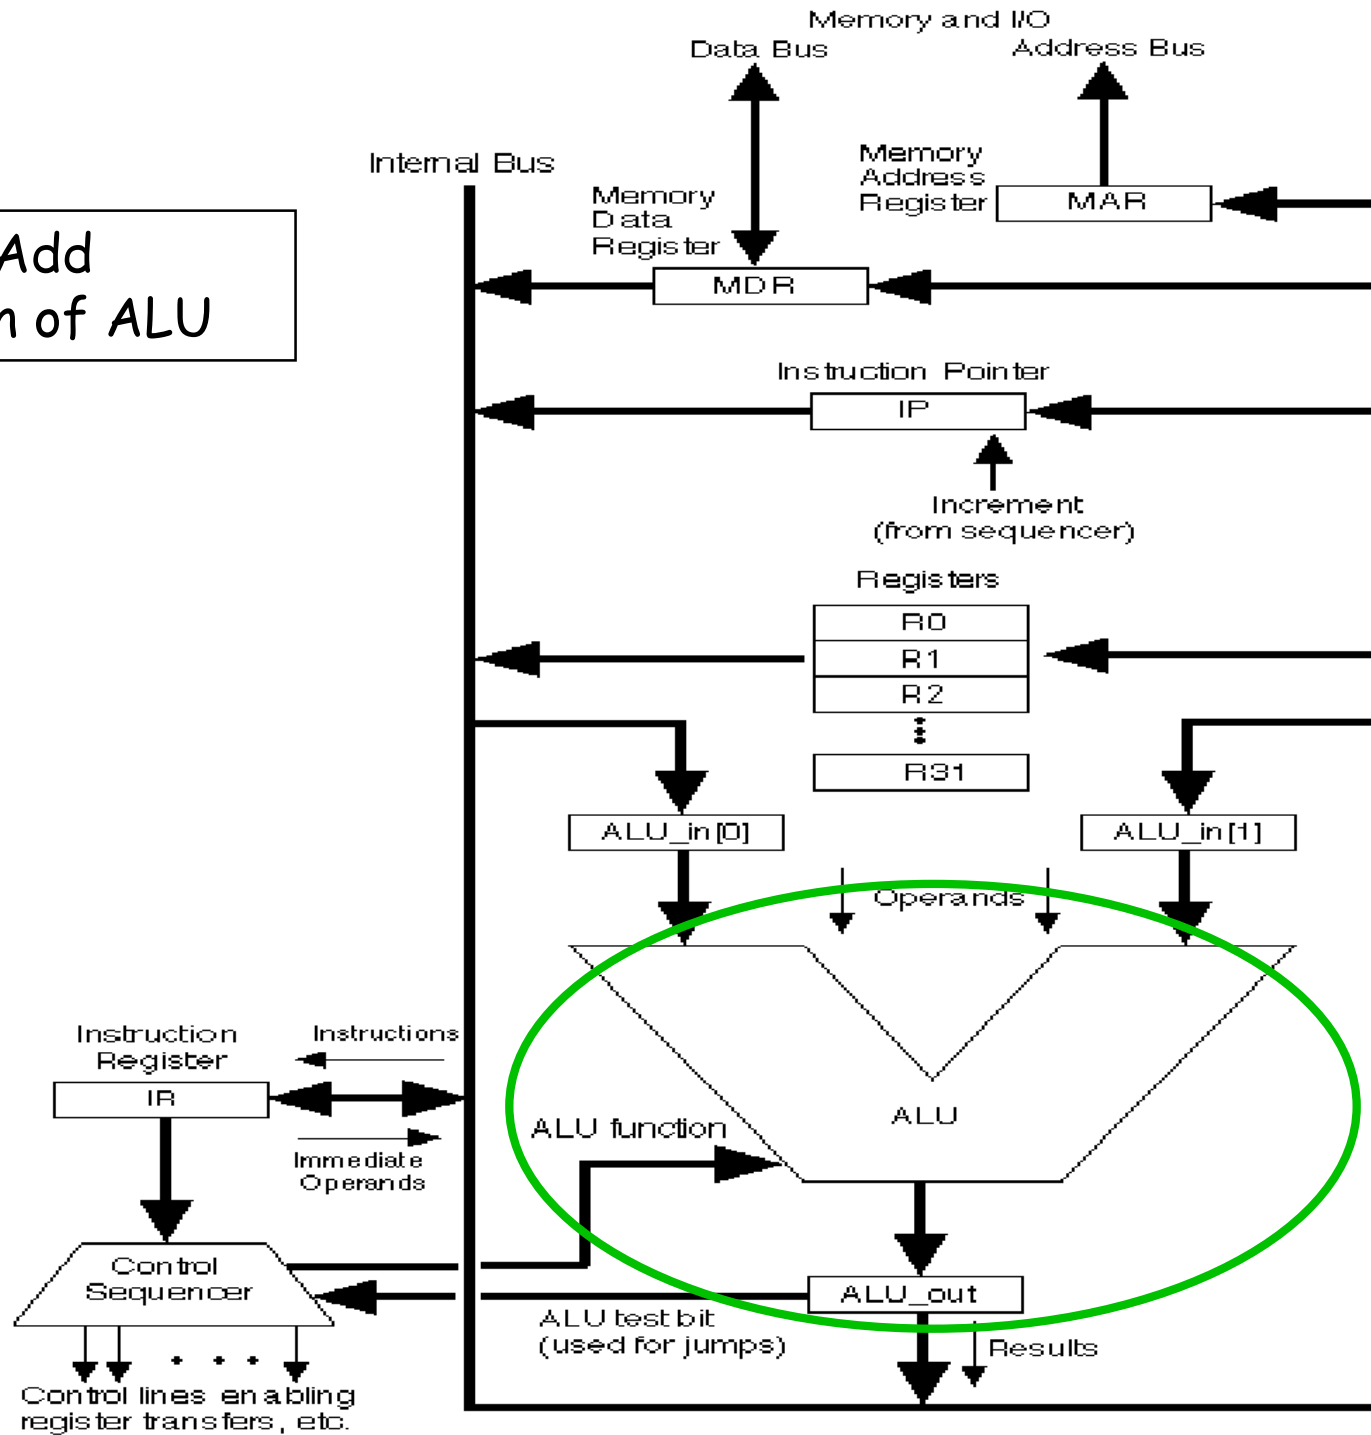 Memory and I/O
Data Bus
Address Bus
Internal Bus
Memory
Data
Register
MDR
Memory
Address
Register
MAR
Add
of ALU
Instruction Pointer
IP
Increment
(from sequencer)
Registers
R0
R1
R2
R31
ALU_in[0]
ALU_in[1]
Operands
ALU
ALU function
Instruction
Register
IR
Instructions
Immediate
Operands
Control
Sequencer
ALU_out
ALU test bit
(used for jumps)
Results
Control lines enabling
register transfers, etc.